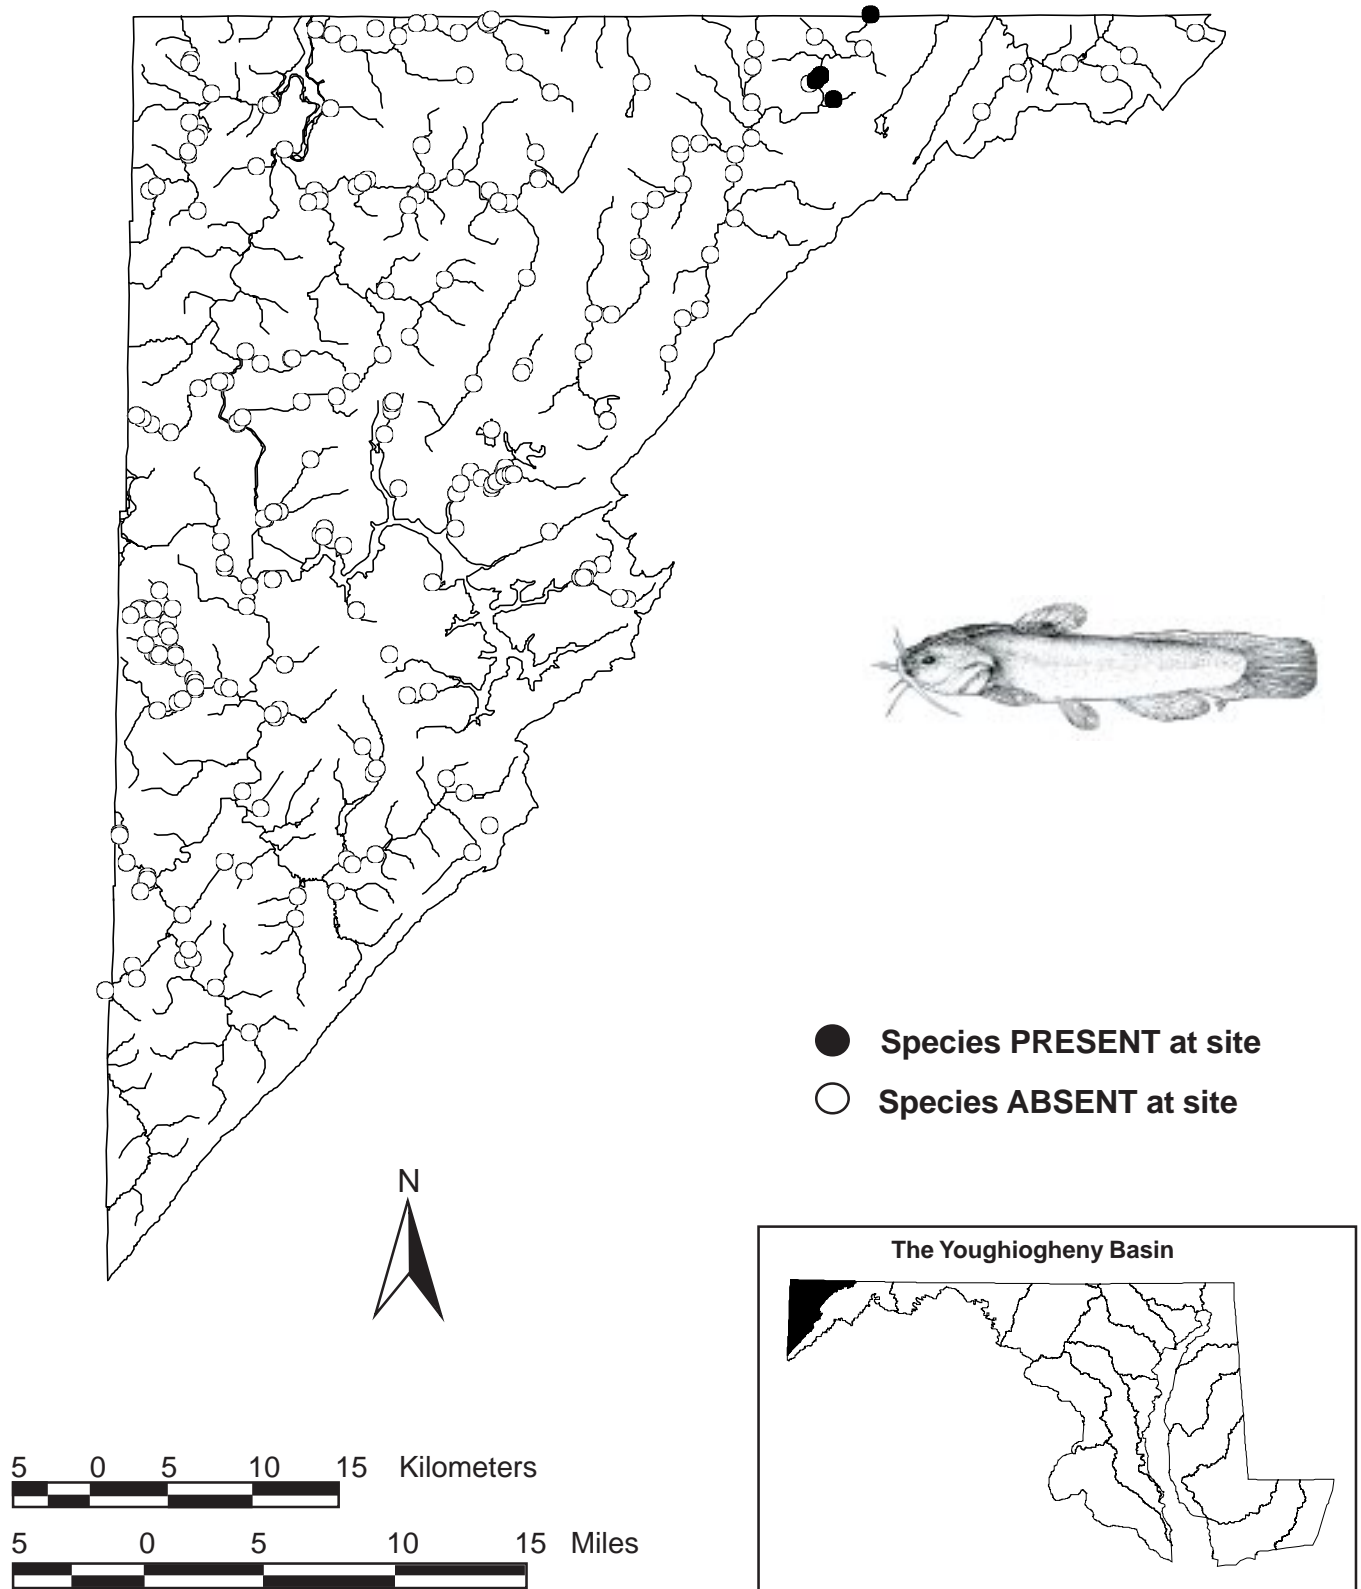 Species PRESENT at site
Species ABSENT at site
N
The Youghiogheny Basin
5 0 5 10 15 Kilometers
5 0 5 10 15 Miles